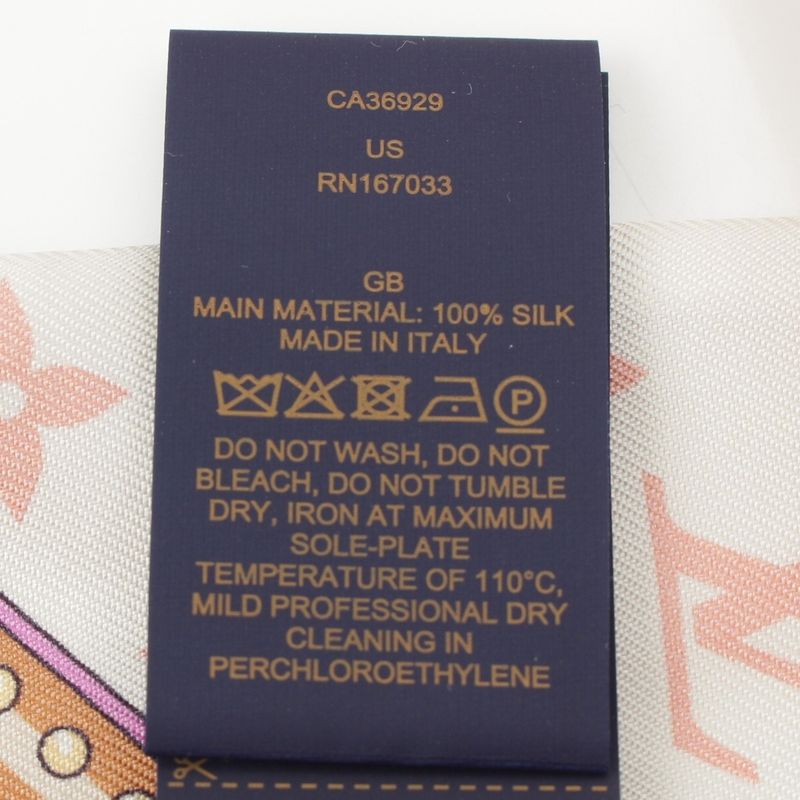 CA36929
US
RN167033
GB
MAIN MATERIAL: 100% SILK
MADE IN ITALY
P
DO NOT WASH, DO NOT
BLEACH, DO NOT TUMBLE
DRY, IRON AT MAXIMUM
SOLE-PLATE
TEMPERATURE OF 110°C,
MILD PROFESSIONAL DRY
CLEANING IN
PERCHLOROETHYLENE